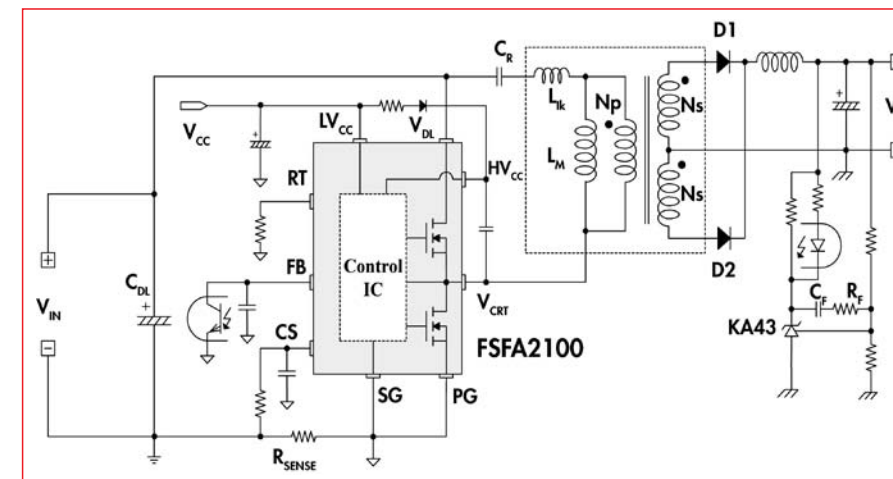 D1
C_R
L_lk
Np
Ns
V_CC
LV_CC
V_DL
HV_CC
L_M
RT
Ns
FB
Control
IC
D2
V_IN
C_DL
V_CRT
C_F
R_F
KA43
CS
FSFA2100
SG
PG
R_SENSE
V